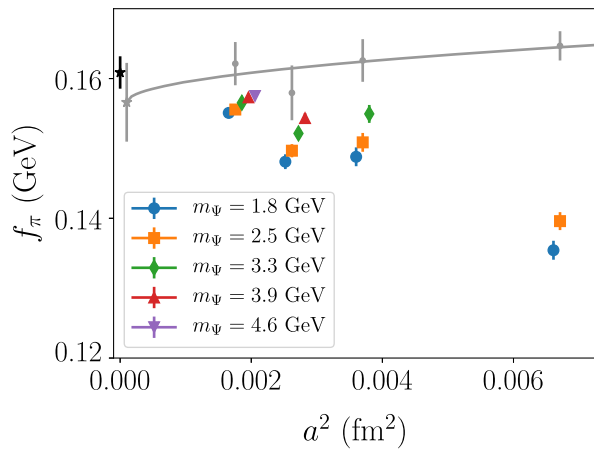 0.16
0.14
0.12
f_π (GeV)
m_Ψ = 1.8 GeV
m_Ψ = 2.5 GeV
m_Ψ = 3.3 GeV
m_Ψ = 3.9 GeV
m_Ψ = 4.6 GeV
0.000 0.002 0.004 0.006
a² (fm²)